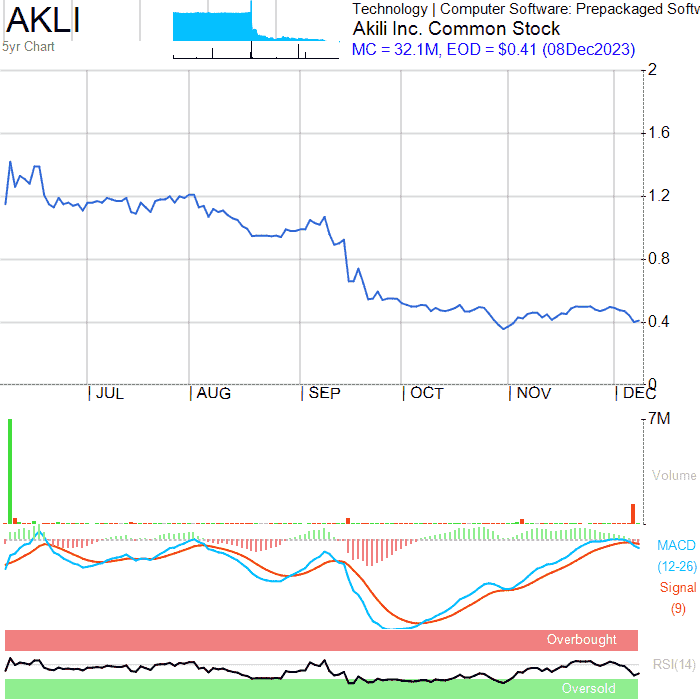 AKLI
5yr Chart
Technology | Computer Software: Prepackaged Softw
Akili Inc. Common Stock
MC = 32.1M, EOD = $0.41 (08Dec2023)
2
1.6
1.2
0.8
0.4
0
JUL AUG SEP OCT NOV DEC
7M
Volume
MACD
(12-26)
Signal
(9)
Overbought
RSI(14)
Oversold